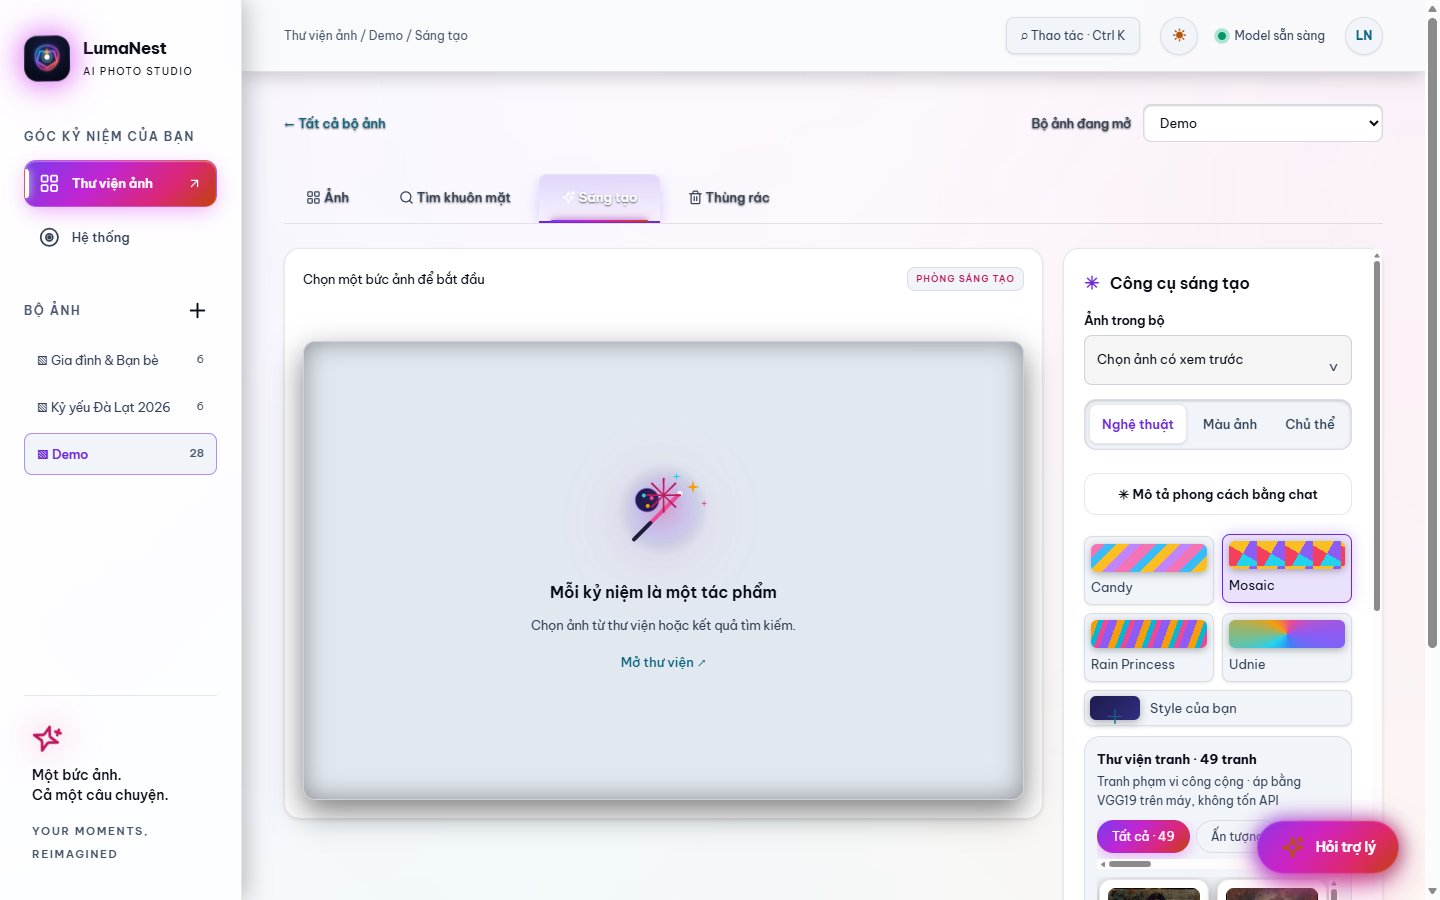 LumaNest
AI PHOTO STUDIO
GÓC KỶ NIỆM CỦA BẠN
Thư viện ảnh
Hệ thống
BỘ ẢNH
Gia đình & Bạn bè 6
Kỷ yếu Đà Lạt 2026 6
Demo 28
Một bức ảnh.
Cả một câu chuyện.
YOUR MOMENTS,
REIMAGINED
Thư viện ảnh / Demo / Sáng tạo
Thao tác · Ctrl K
Model sẵn sàng
LN
← Tất cả bộ ảnh
Bộ ảnh đang mở
Demo
Ảnh
Tìm khuôn mặt
Sáng tạo
Thùng rác
Chọn một bức ảnh để bắt đầu
PHÒNG SÁNG TẠO
Mỗi kỷ niệm là một tác phẩm
Chọn ảnh từ thư viện hoặc kết quả tìm kiếm.
Mở thư viện ↗
Công cụ sáng tạo
Ảnh trong bộ
Chọn ảnh có xem trước
Nghệ thuật Màu ảnh Chủ thể
Mô tả phong cách bằng chat
Candy
Mosaic
Rain Princess
Udnie
Style của bạn
Thư viện tranh · 49 tranh
Tranh phạm vi công cộng · áp bằng
VGG19 trên máy, không tốn API
Tất cả · 49
Ấn tượng
Hỏi trợ lý